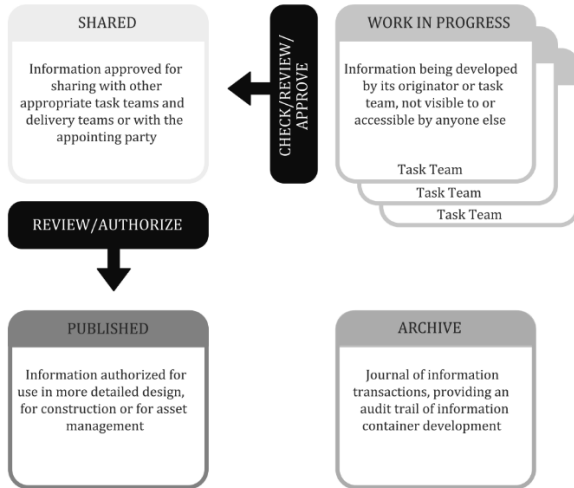 SHARED
Information approved for
sharing with other
appropriate task teams and
delivery teams or with the
appointing party
CHECK/REVIEW/
APPROVE
WORK IN PROGRESS
Information being developed
by its originator or task
team, not visible to or
accessible by anyone else
Task Team
Task Team
Task Team
REVIEW/AUTHORIZE
PUBLISHED
Information authorized for
use in more detailed design,
for construction or for asset
management
ARCHIVE
Journal of information
transactions, providing an
audit trail of information
container development